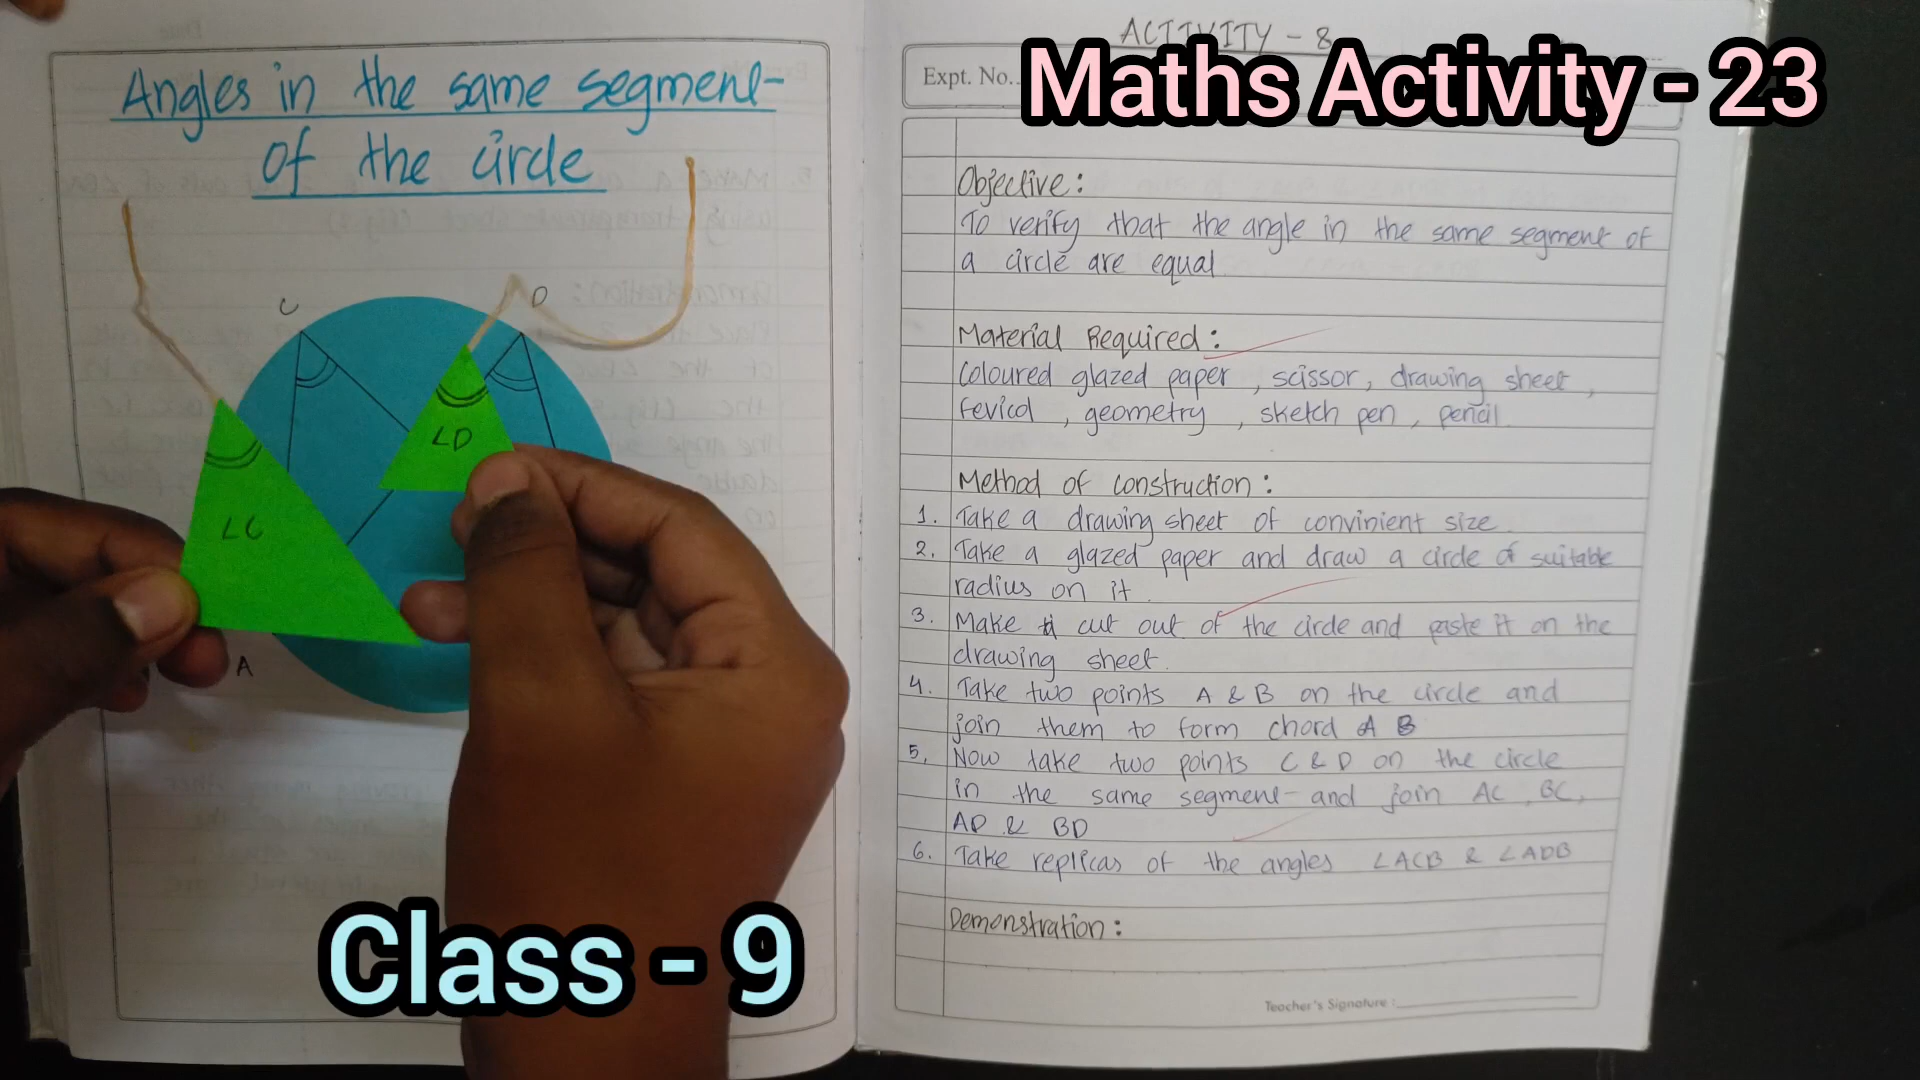 Angles in the same segment
of the circle
C
D
∠D
∠C
A
Class - 9
ACTIVITY - 8
Expt. No..
Maths Activity - 23
Objective:
To verify that the angle in the same segment of
a circle are equal
Material Required:
Coloured glazed paper, scissor, drawing sheet,
fevicol, geometry, sketch pen, pencil.
Method of construction:
1. Take a drawing sheet of convinient size.
2. Take a glazed paper and draw a circle of suitable
radius on it.
3. Make cut out of the circle and paste it on the
drawing sheet.
4. Take two points A & B on the circle and
join them to form chord A B
5. Now take two points C & D on the circle
in the same segment and join AC, BC,
AD & BD
6. Take replicas of the angles ∠ACB & ∠ADB
Demonstration:
Teacher's Signature: